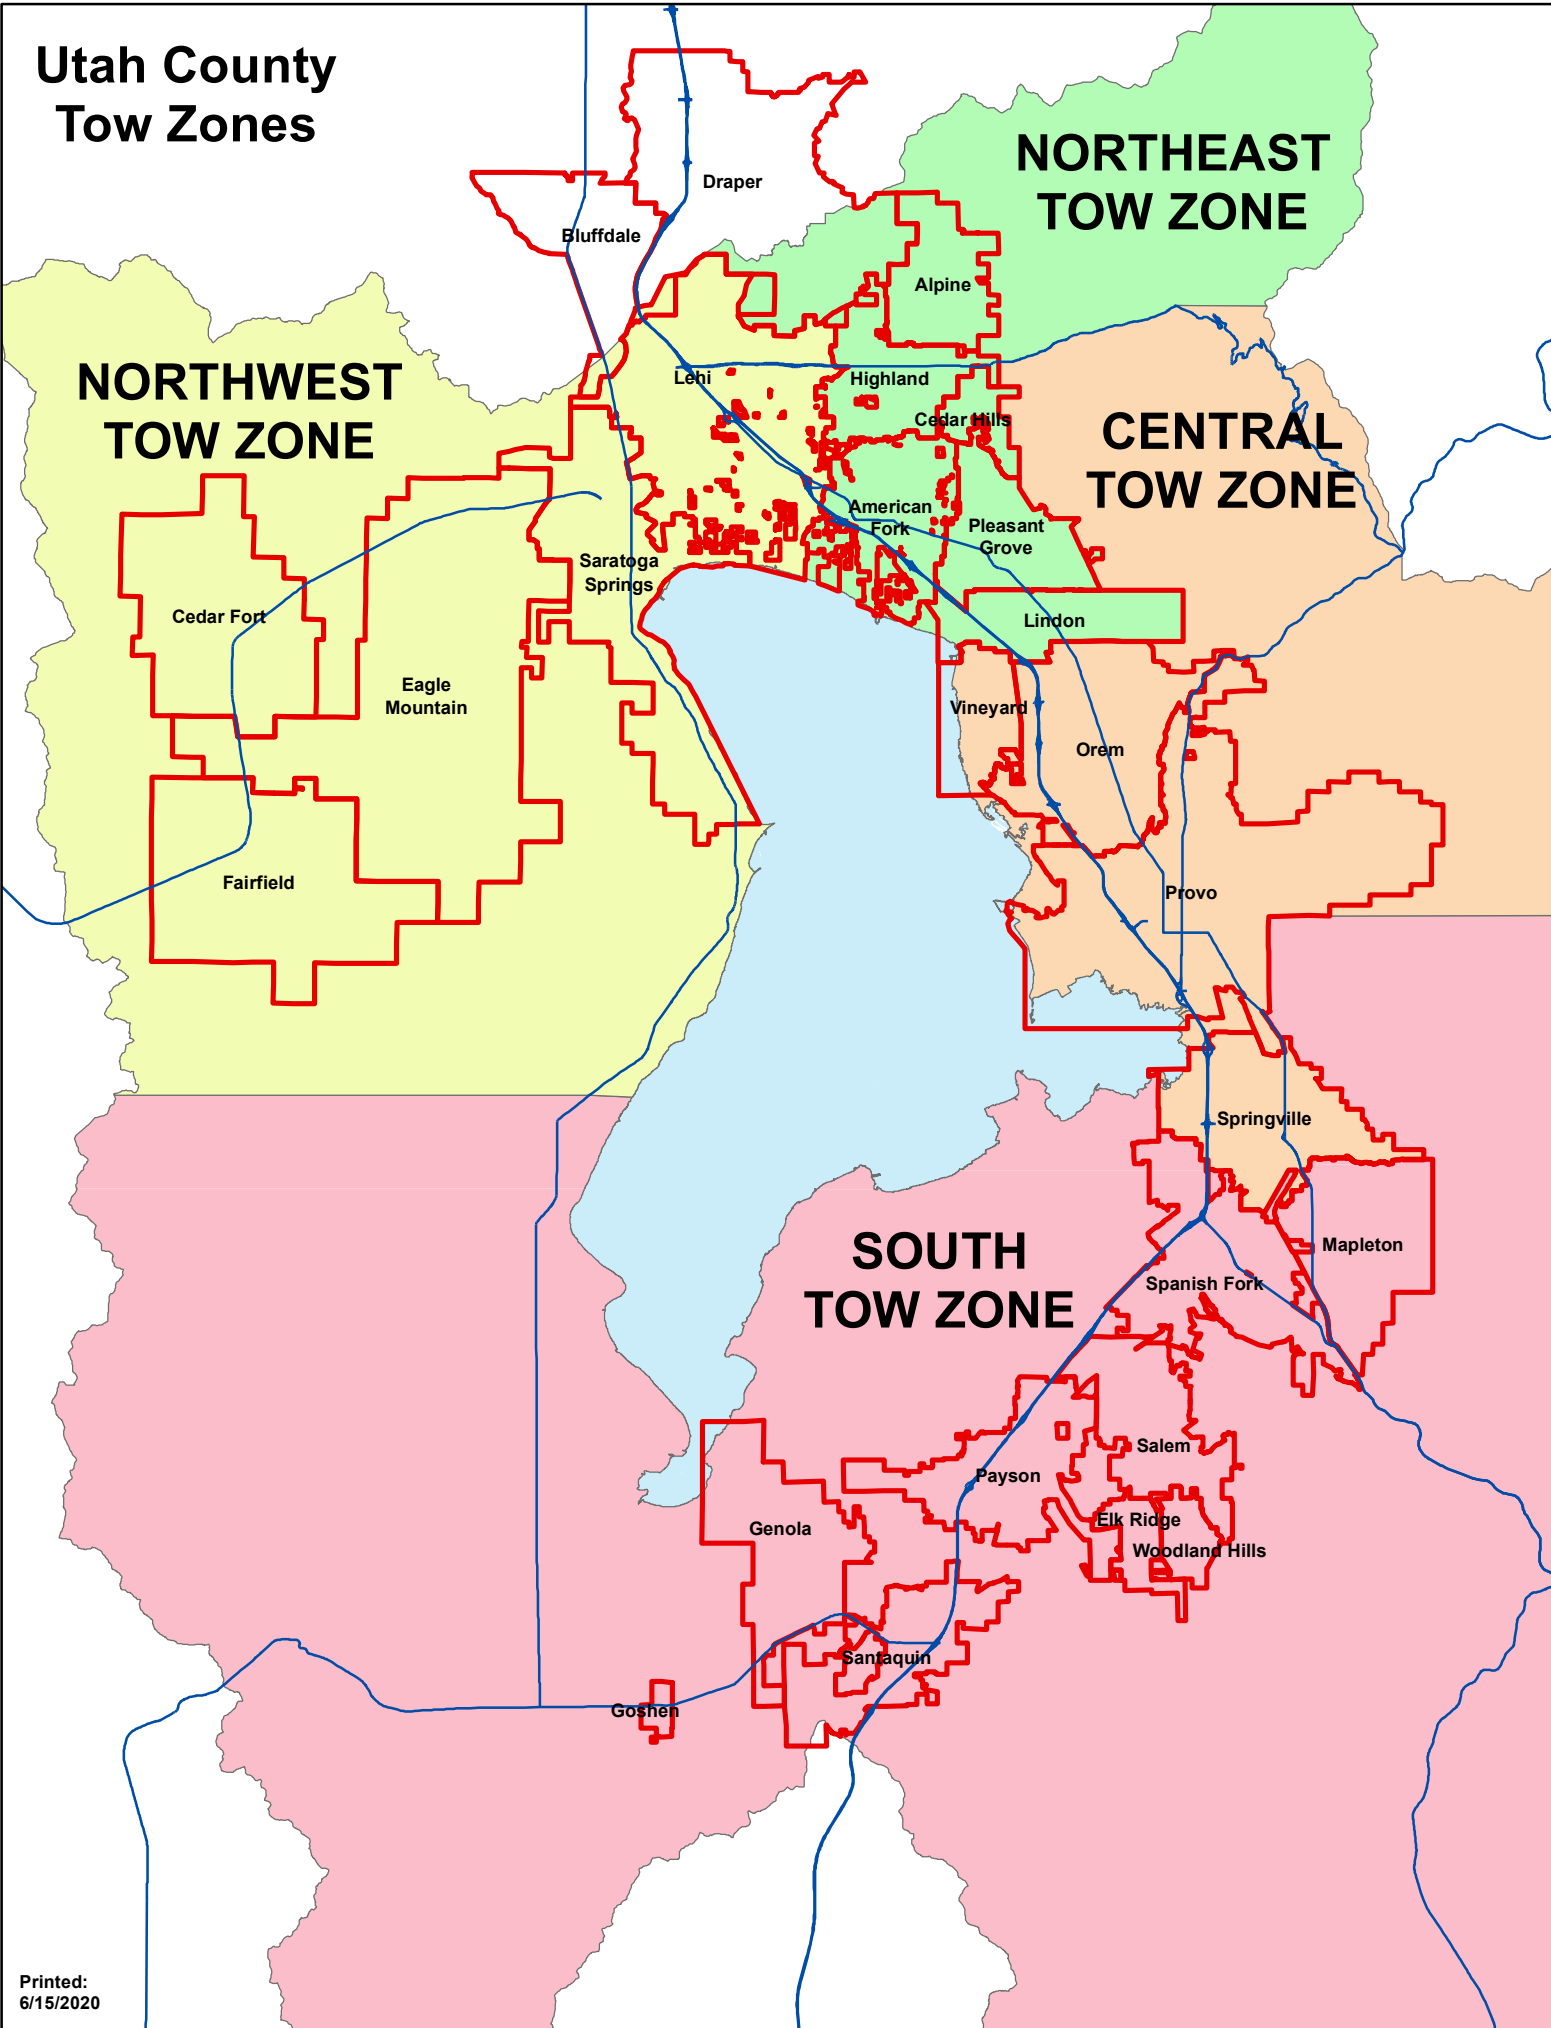 Utah County
Tow Zones
NORTHEAST
TOW ZONE
Draper
Bluffdale
Alpine
NORTHWEST
TOW ZONE
Lehi
Highland
Cedar Hills
CENTRAL
TOW ZONE
American
Fork
Pleasant
Grove
Saratoga
Springs
Cedar Fort
Lindon
Eagle
Mountain
Vineyard
Orem
Fairfield
Provo
Springville
SOUTH
TOW ZONE
Mapleton
Spanish Fork
Salem
Payson
Elk Ridge
Genola
Woodland Hills
Santaquin
Goshen
Printed:
6/15/2020